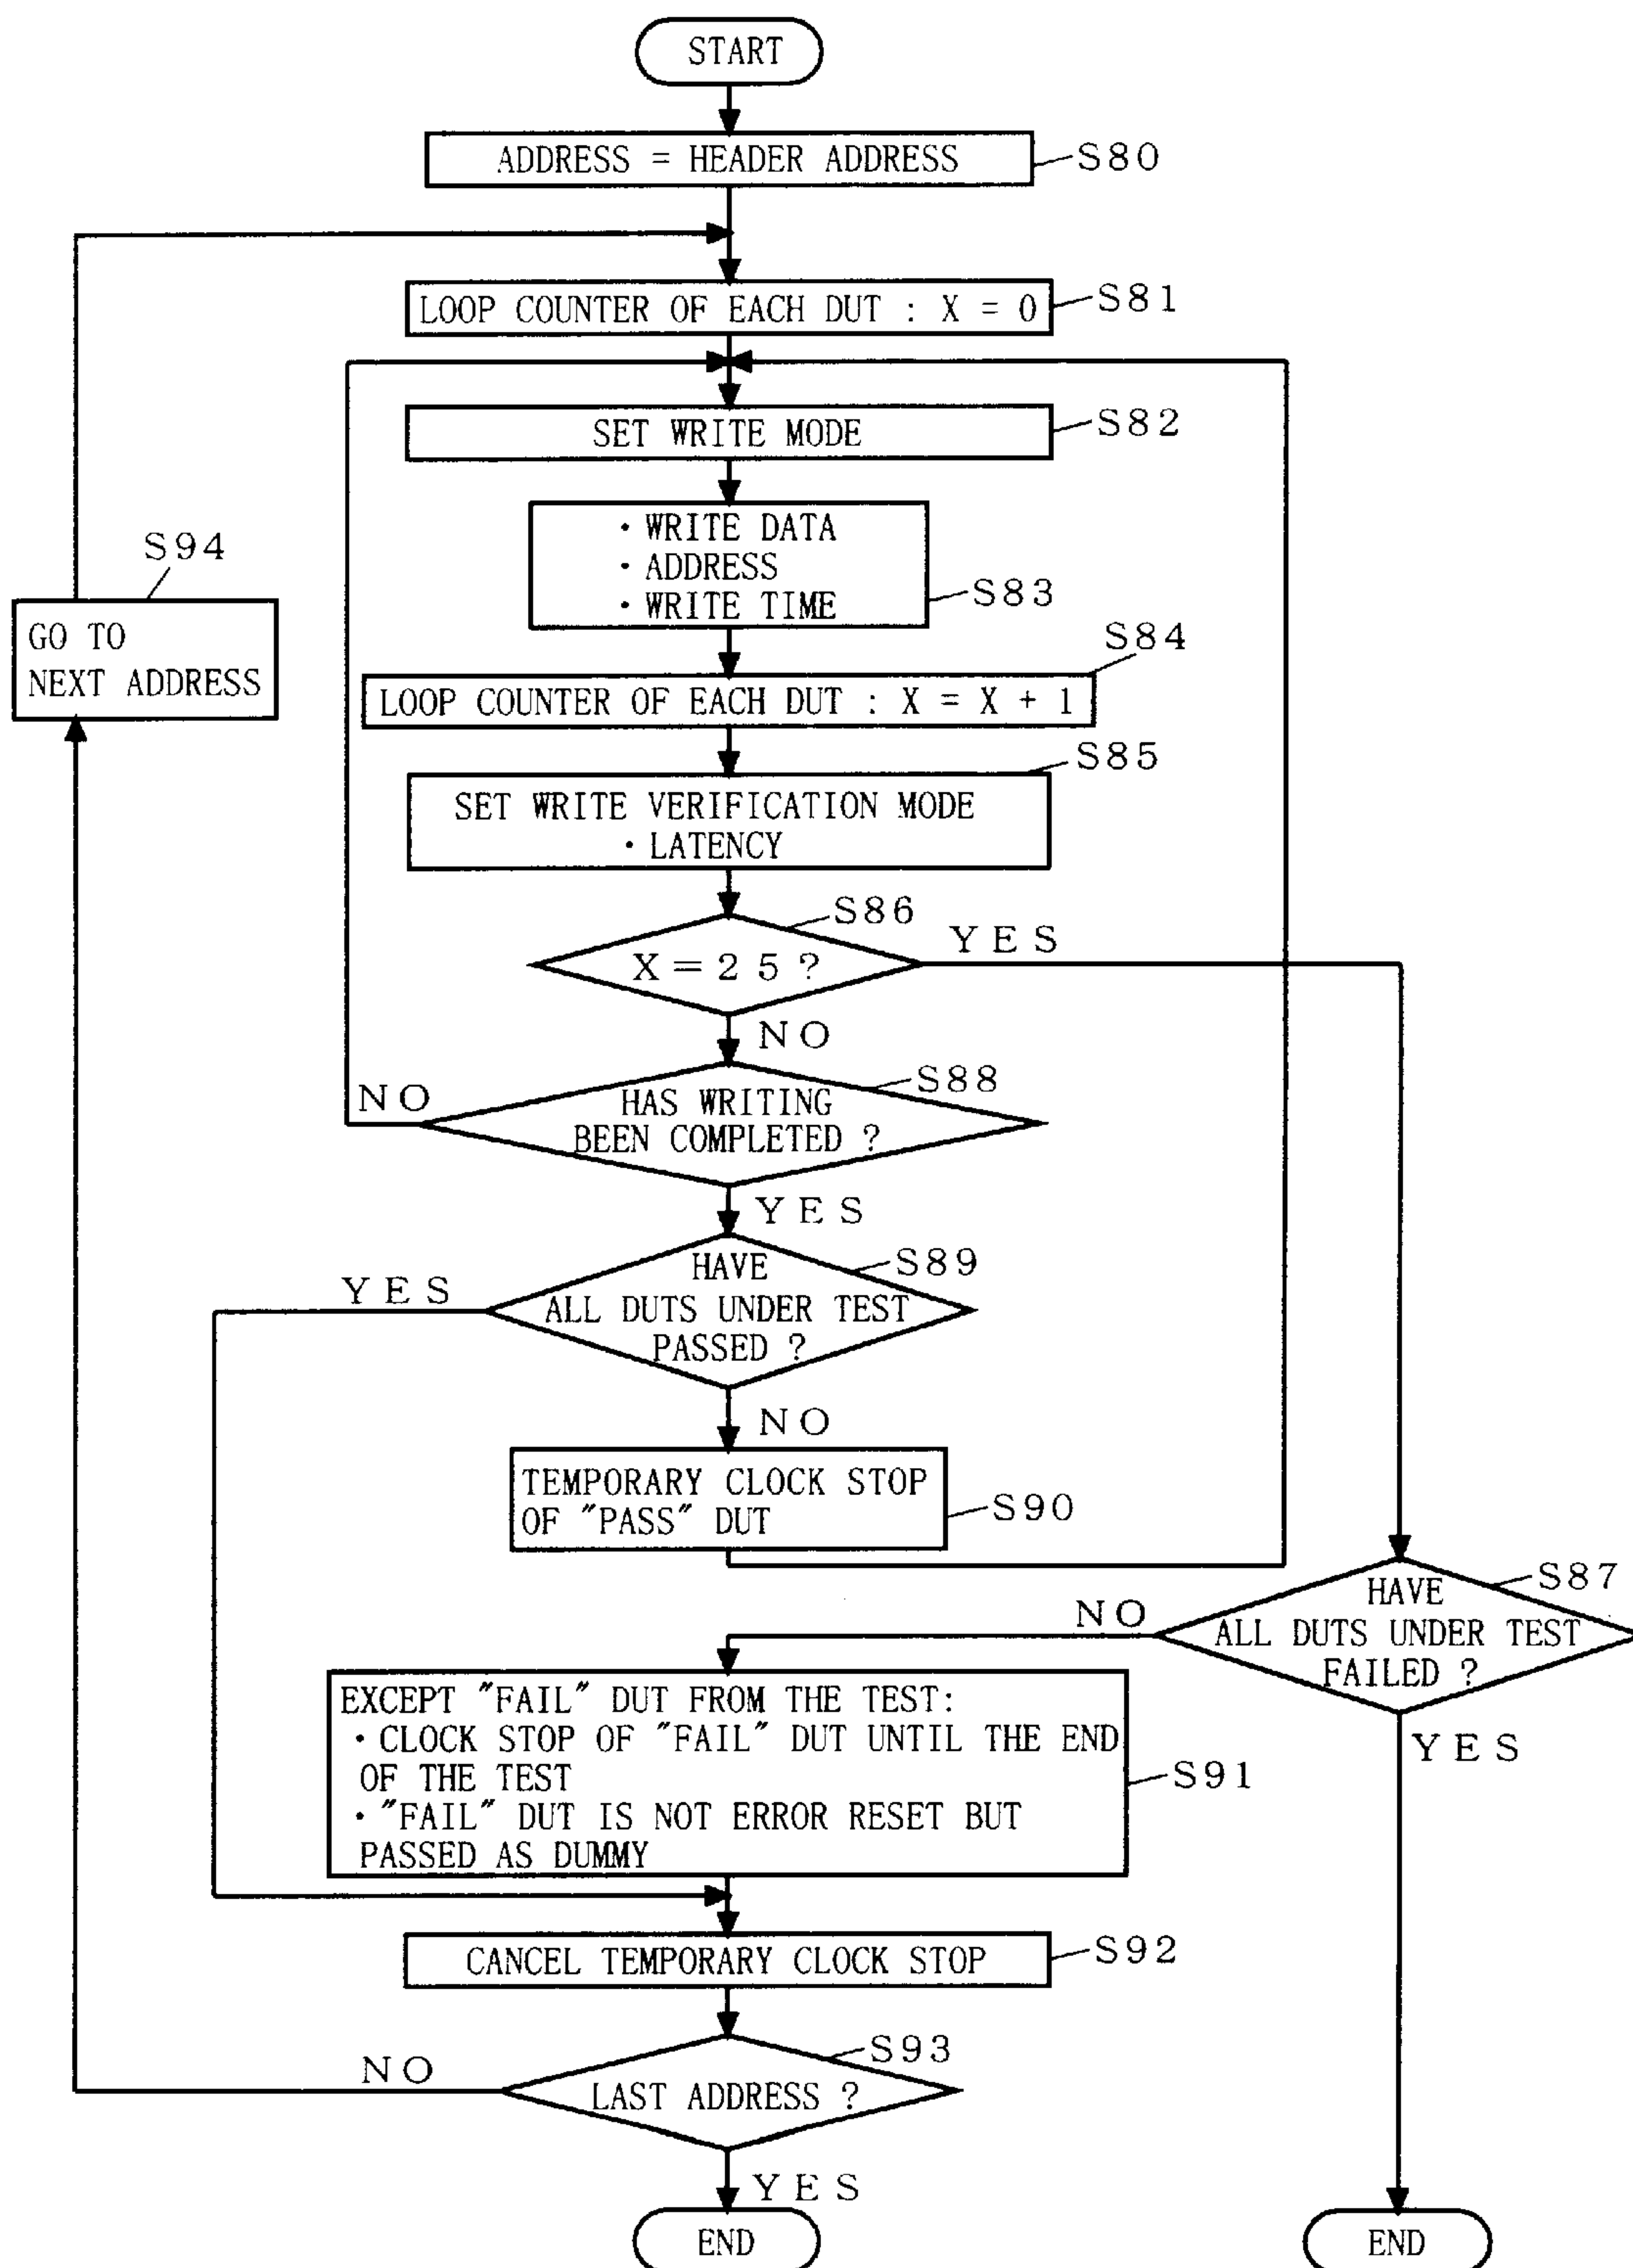 START
ADDRESS = HEADER ADDRESS
S80
LOOP COUNTER OF EACH DUT : X = 0
S81
SET WRITE MODE
S82
· WRITE DATA
· ADDRESS
· WRITE TIME
S83
S94
GO TO
NEXT ADDRESS
S84
LOOP COUNTER OF EACH DUT : X = X + 1
S85
SET WRITE VERIFICATION MODE
· LATENCY
S86
X = 25 ?
YES
NO
S88
HAS WRITING
BEEN COMPLETED ?
NO
YES
S89
HAVE
ALL DUTS UNDER TEST
PASSED ?
YES
NO
TEMPORARY CLOCK STOP
OF "PASS" DUT
S90
S87
HAVE
ALL DUTS UNDER TEST
FAILED ?
NO
YES
EXCEPT "FAIL" DUT FROM THE TEST:
· CLOCK STOP OF "FAIL" DUT UNTIL THE END
OF THE TEST
· "FAIL" DUT IS NOT ERROR RESET BUT
PASSED AS DUMMY
S91
CANCEL TEMPORARY CLOCK STOP
S92
S93
LAST ADDRESS ?
NO
YES
END
END